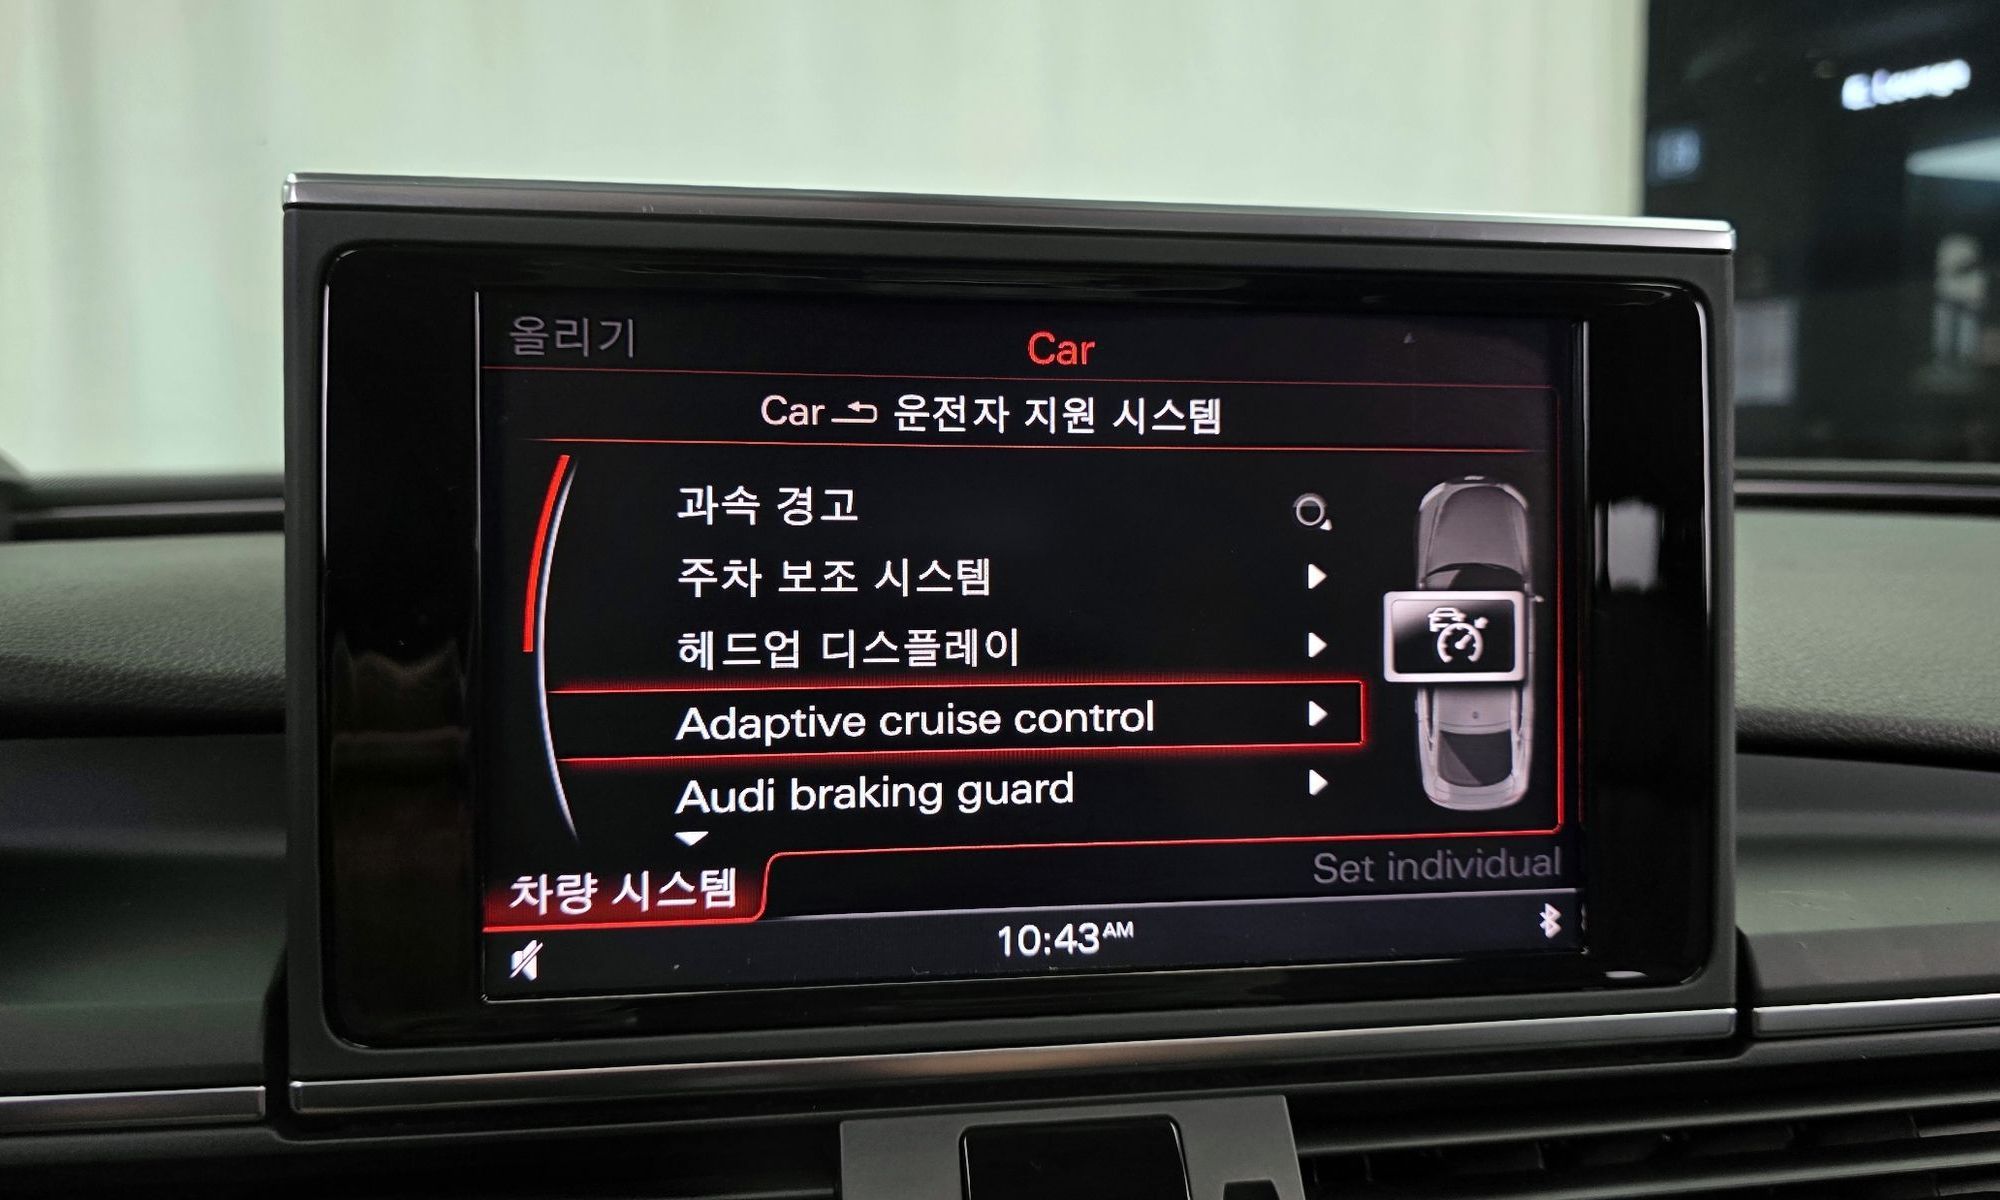 올리기
Car
Car 운전자 지원 시스템
과속 경고
주차 보조 시스템
헤드업 디스플레이
Adaptive cruise control
Audi braking guard
차량 시스템
Set individual
10:43AM
Lounge